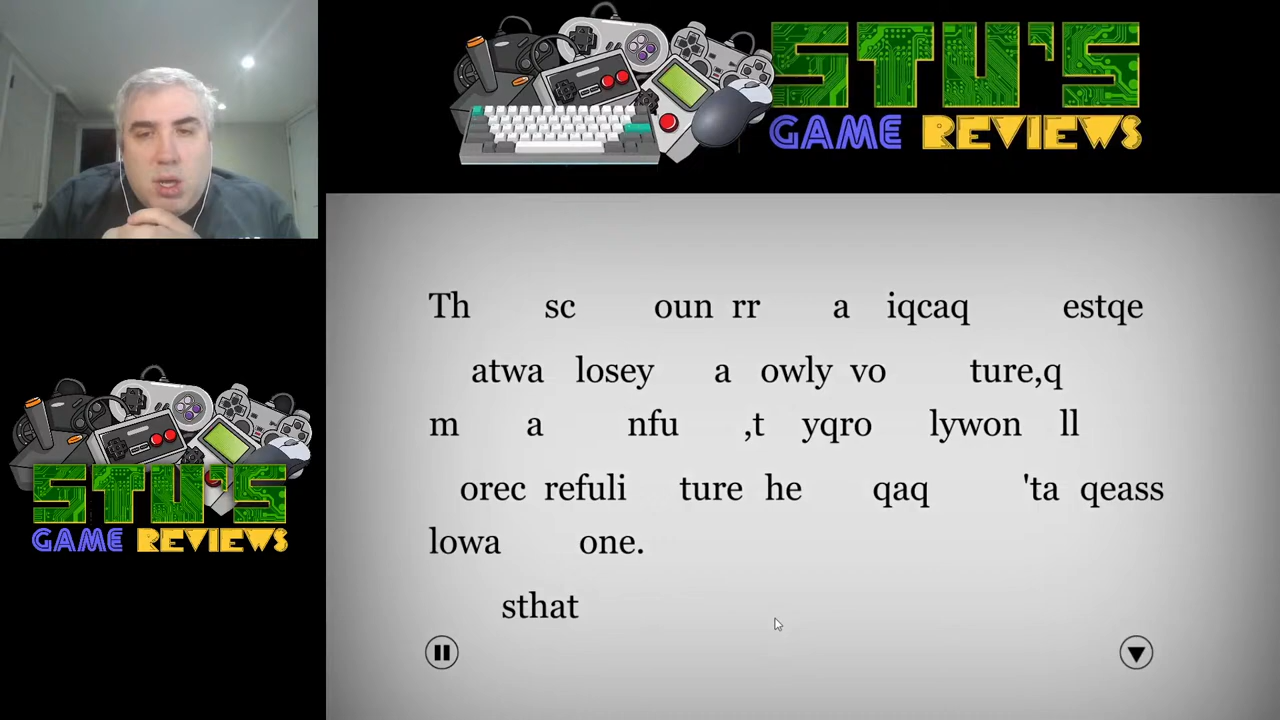 STU'S
GAME REVIEWS
Th sc oun rr a iqcaq estqe
atwa losey a owly vo ture,q
m a nfu ,t yqro lywon ll
orec refuli ture he qaq 'ta qeass
lowa one.
sthat
STU'S
GAME REVIEWS